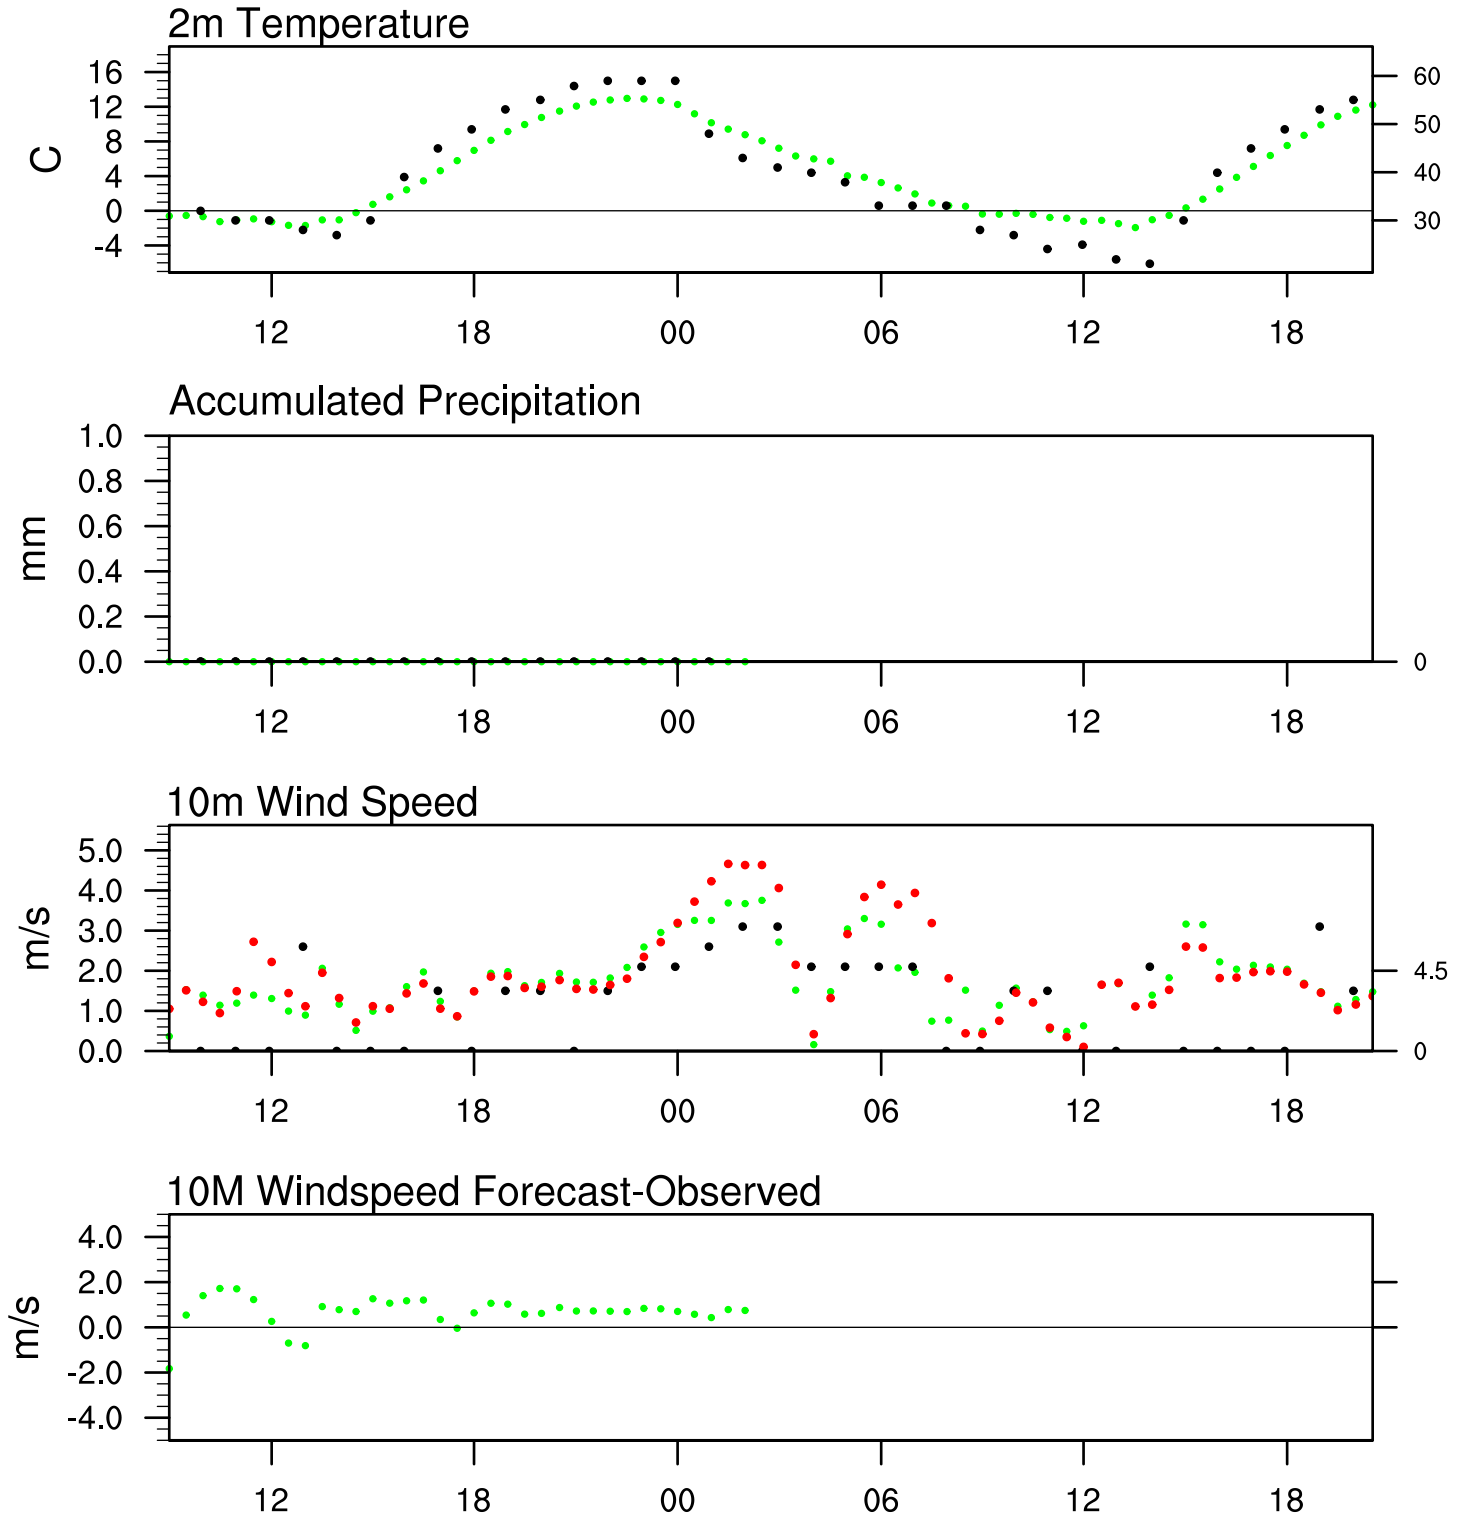 2m Temperature
16
12
8
4
0
-4
C
60
50
40
30
12 18 00 06 12 18
Accumulated Precipitation
1.0
0.8
0.6
0.4
0.2
0.0
mm
0
12 18 00 06 12 18
10m Wind Speed
5.0
4.0
3.0
2.0
1.0
0.0
m/s
4.5
0
12 18 00 06 12 18
10M Windspeed Forecast-Observed
4.0
2.0
0.0
-2.0
-4.0
m/s
12 18 00 06 12 18